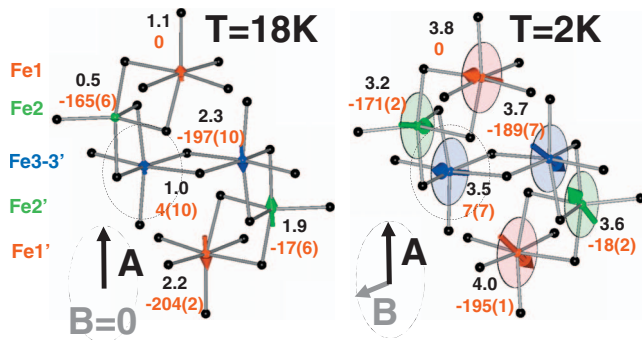 T=18K
1.1
0
Fe1
0.5
-165(6)
Fe2
2.3
-197(10)
Fe3-3'
1.0
4(10)
Fe2'
1.9
-17(6)
Fe1'
2.2
-204(2)
A
B=0
T=2K
3.8
0
3.2
-171(2)
3.7
-189(7)
3.5
7(7)
3.6
-18(2)
4.0
-195(1)
A
B